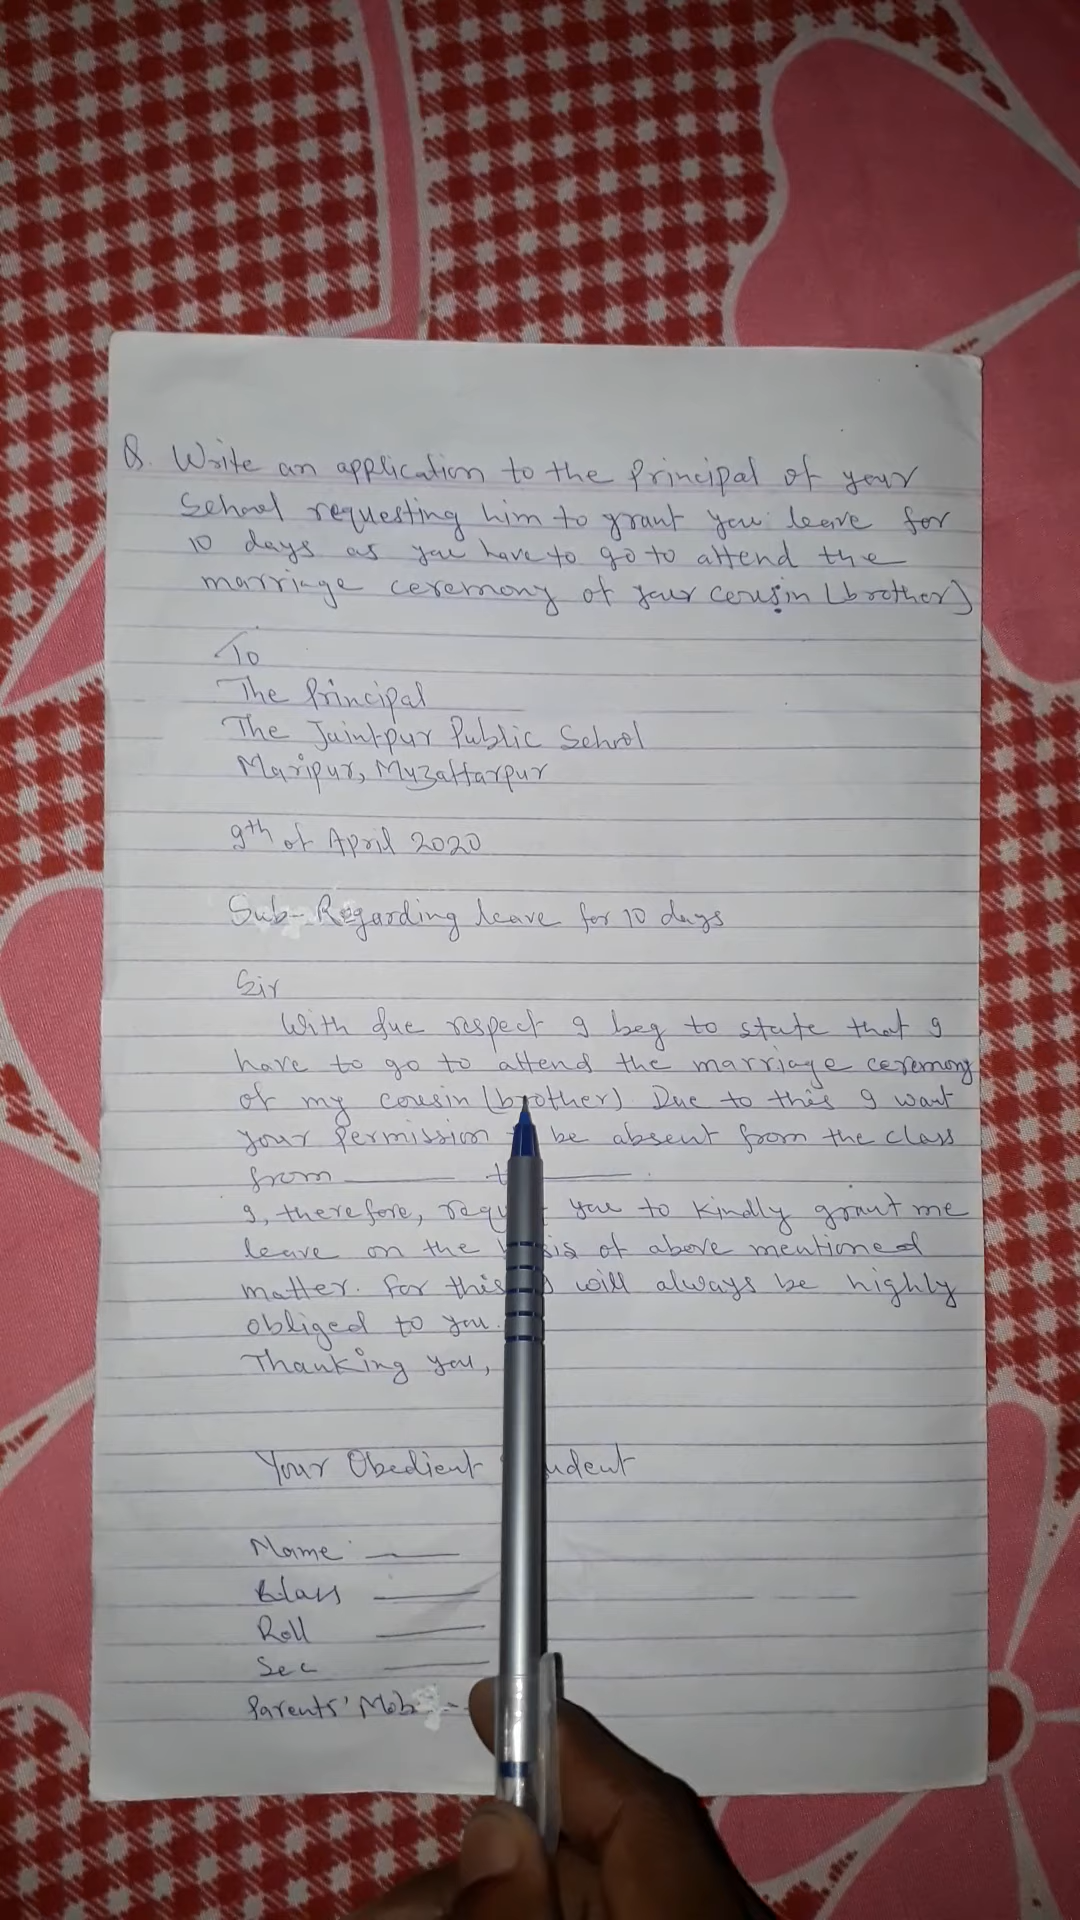 Q. Write an application to the Principal of your
School requesting him to grant you leave for
10 days as you have to go to attend the
marriage ceremony of your cousin (brother)
To
The Principal
The Jaintpur Public School
Maripur, Muzaffarpur
9th of April 2020
Sub- Regarding leave for 10 days
Sir
With due respect I beg to state that I
have to go to attend the marriage ceremony
of my cousin (brother). Due to this I want
your permission be absent from the class
from ——— ———.
I, therefore, you to kindly grant me
leave on the of above mentioned
matter. For this I will always be highly
obliged to you.
Thanking you,
Your Obedient
Name ———
Class ———
Roll ———
Sec ———
Parents' Mob